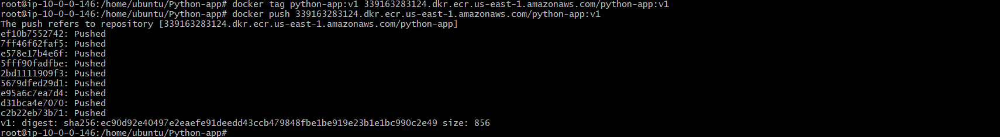 root@ip-10-0-0-146:/home/ubuntu/Python-app# docker tag python-app:v1 339163283124.dkr.ecr.us-east-1.amazonaws.com/python-app:v1
root@ip-10-0-0-146:/home/ubuntu/Python-app# docker push 339163283124.dkr.ecr.us-east-1.amazonaws.com/python-app:v1
The push refers to repository [339163283124.dkr.ecr.us-east-1.amazonaws.com/python-app]
ef10b7552742: Pushed
7ff46f62faf5: Pushed
e578e17b4e6f: Pushed
5fff90fadfbe: Pushed
2bd1111909f3: Pushed
5679dfed29d1: Pushed
e95a6c7ea7d4: Pushed
d31bca4e7070: Pushed
c2b22eb73b71: Pushed
v1: digest: sha256:ec90d92e40497e2eaefe91deedd43ccb479848fbe1be919e23b1e1bc990c2e49 size: 856
root@ip-10-0-0-146:/home/ubuntu/Python-app#